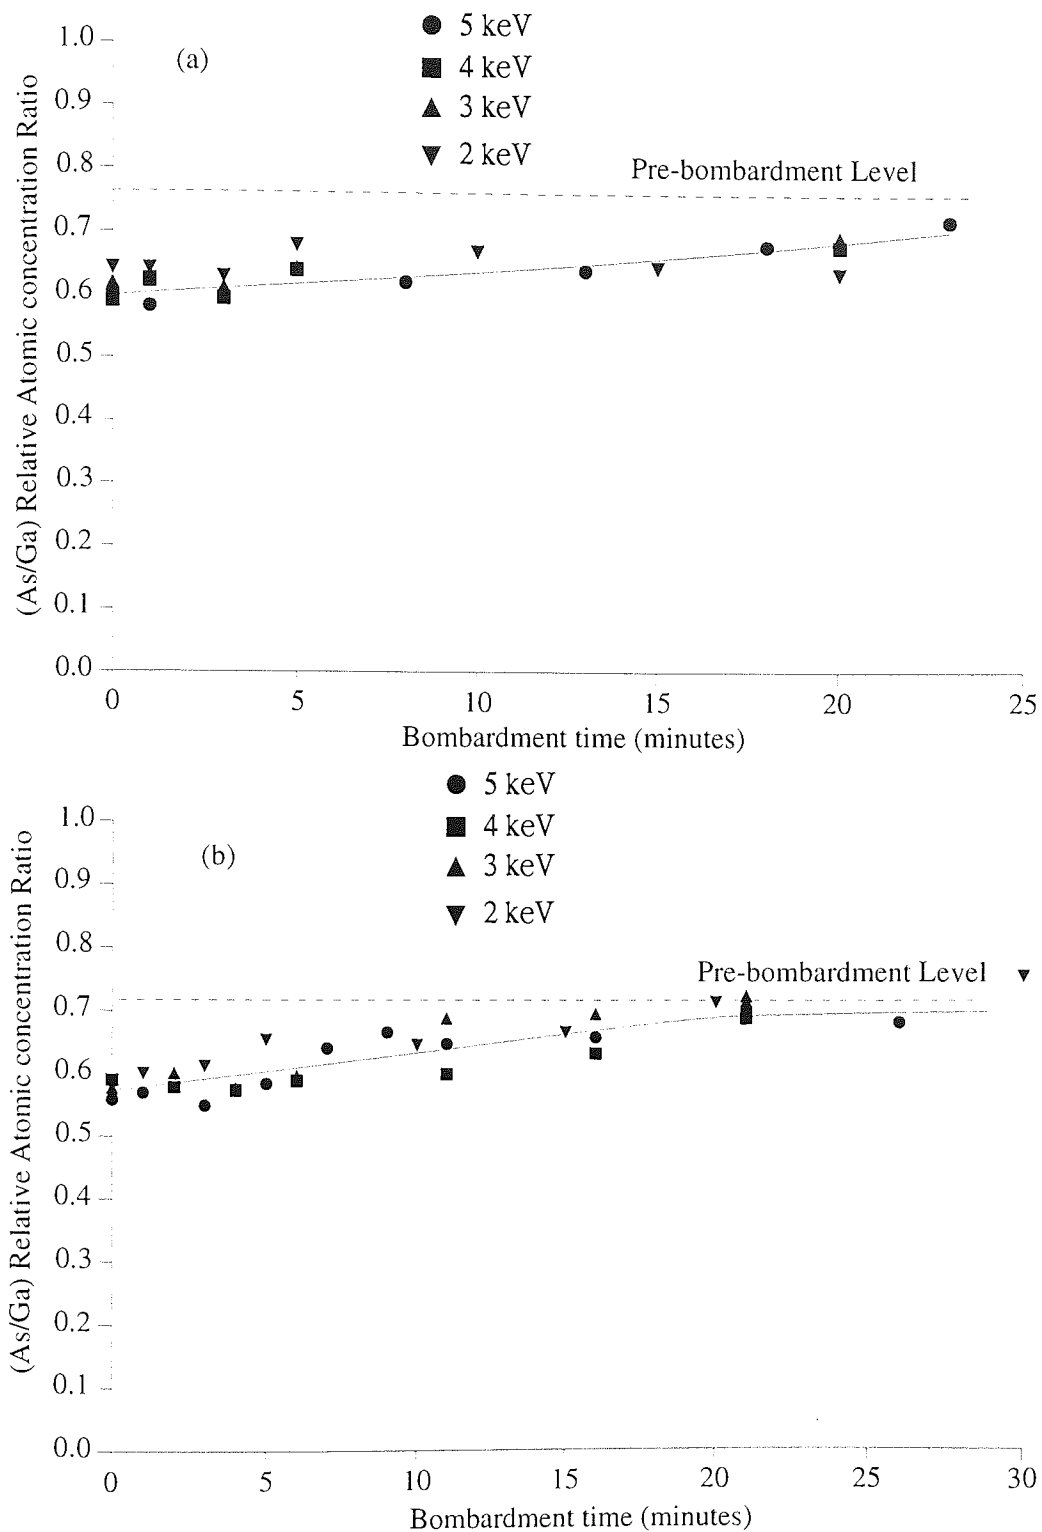 (a)
5 keV
4 keV
3 keV
2 keV
Pre-bombardment Level
(As/Ga) Relative Atomic concentration Ratio
1.0
0.9
0.8
0.7
0.6
0.5
0.4
0.3
0.2
0.1
0.0
0 5 10 15 20 25
Bombardment time (minutes)
(b)
5 keV
4 keV
3 keV
2 keV
Pre-bombardment Level
(As/Ga) Relative Atomic concentration Ratio
1.0
0.9
0.8
0.7
0.6
0.5
0.4
0.3
0.2
0.1
0.0
0 5 10 15 20 25 30
Bombardment time (minutes)